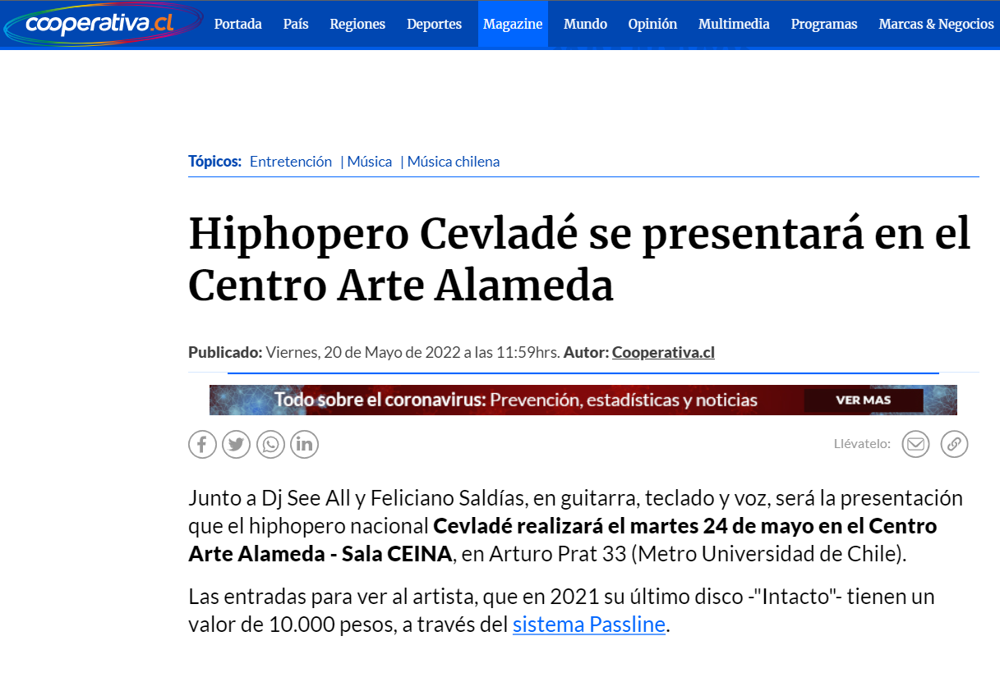 cooperativa.cl Portada País Regiones Deportes Magazine Mundo Opinión Multimedia Programas Marcas & Negocios
Tópicos: Entretención | Música | Música chilena
Hiphopero Cevladé se presentará en el
Centro Arte Alameda
Publicado: Viernes, 20 de Mayo de 2022 a las 11:59hrs. Autor: Cooperativa.cl
Todo sobre el coronavirus: Prevención, estadísticas y noticias VER MAS
Llévatelo:
Junto a Dj See All y Feliciano Saldías, en guitarra, teclado y voz, será la presentación
que el hiphopero nacional Cevladé realizará el martes 24 de mayo en el Centro
Arte Alameda - Sala CEINA, en Arturo Prat 33 (Metro Universidad de Chile).
Las entradas para ver al artista, que en 2021 su último disco -"Intacto"- tienen un
valor de 10.000 pesos, a través del sistema Passline.